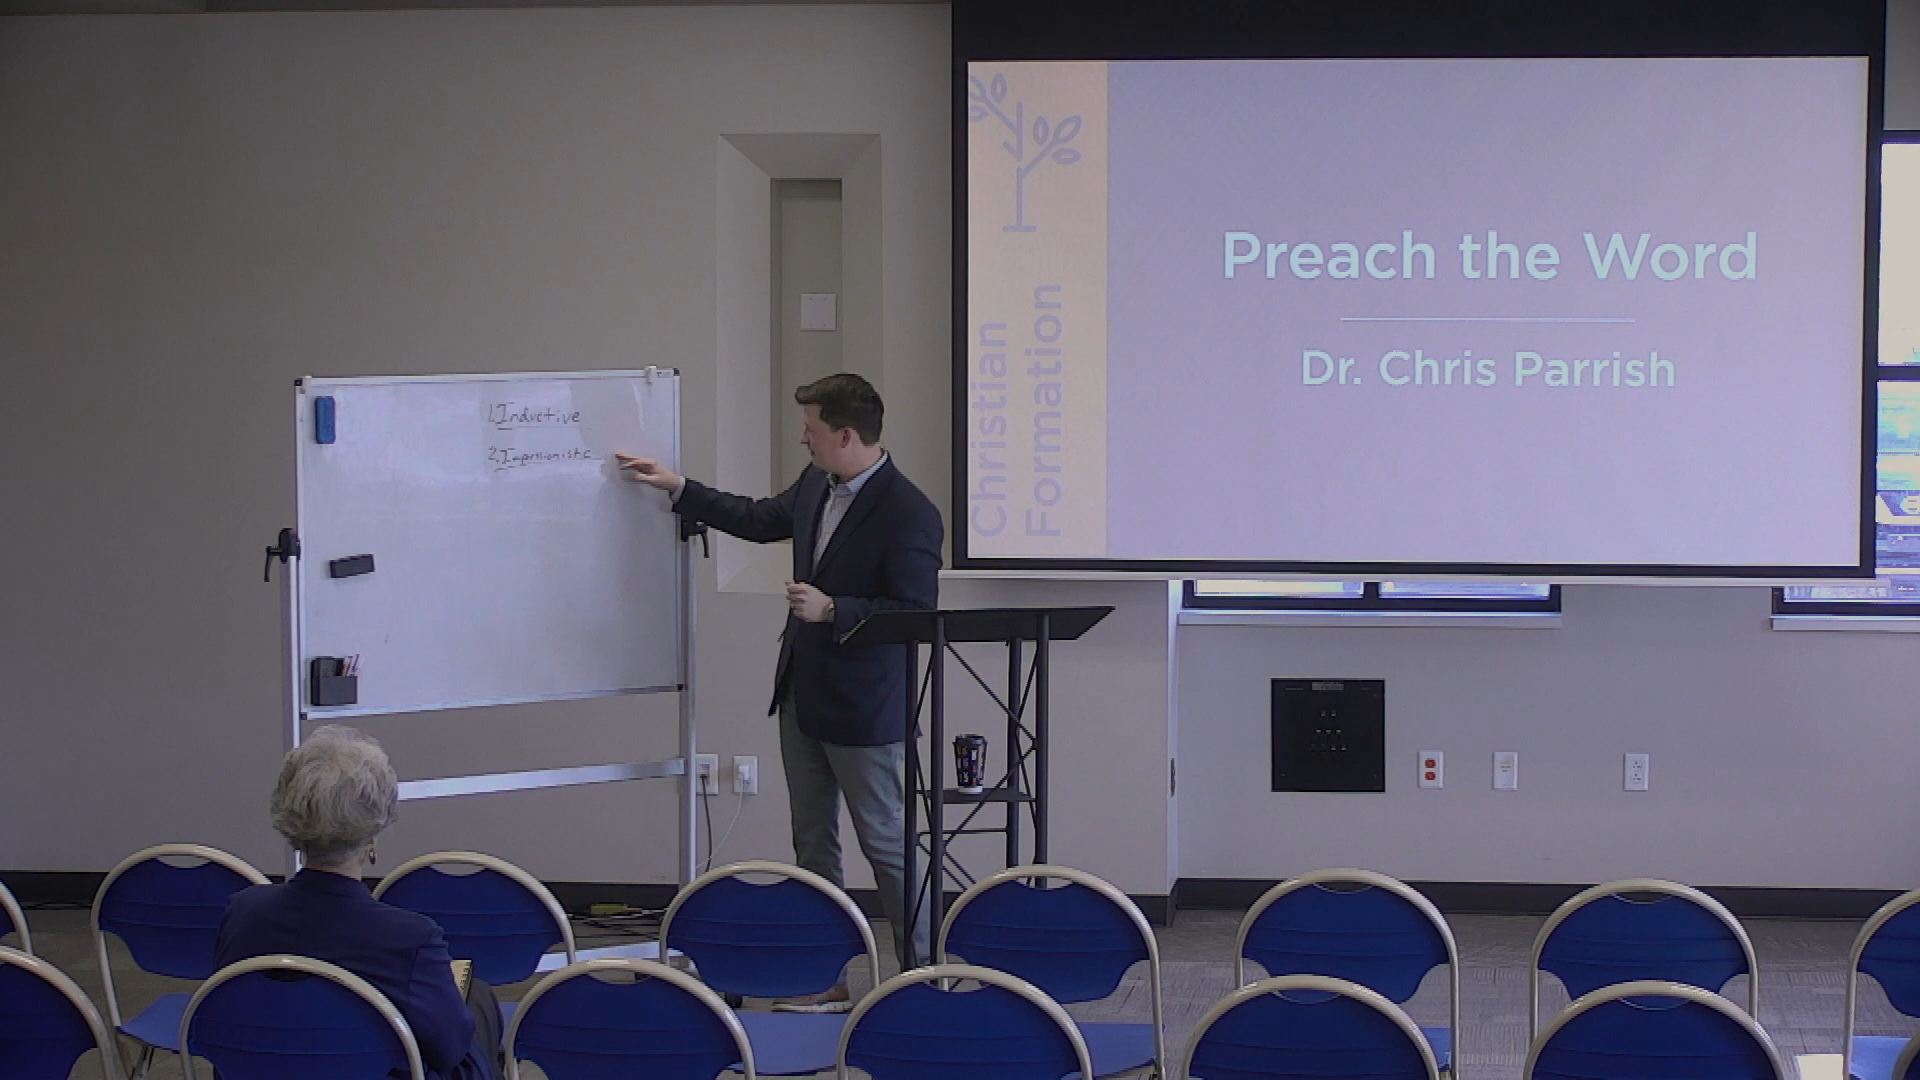 1. Inductive
2. Impressionistic
Christian
Formation
Preach the Word
Dr. Chris Parrish